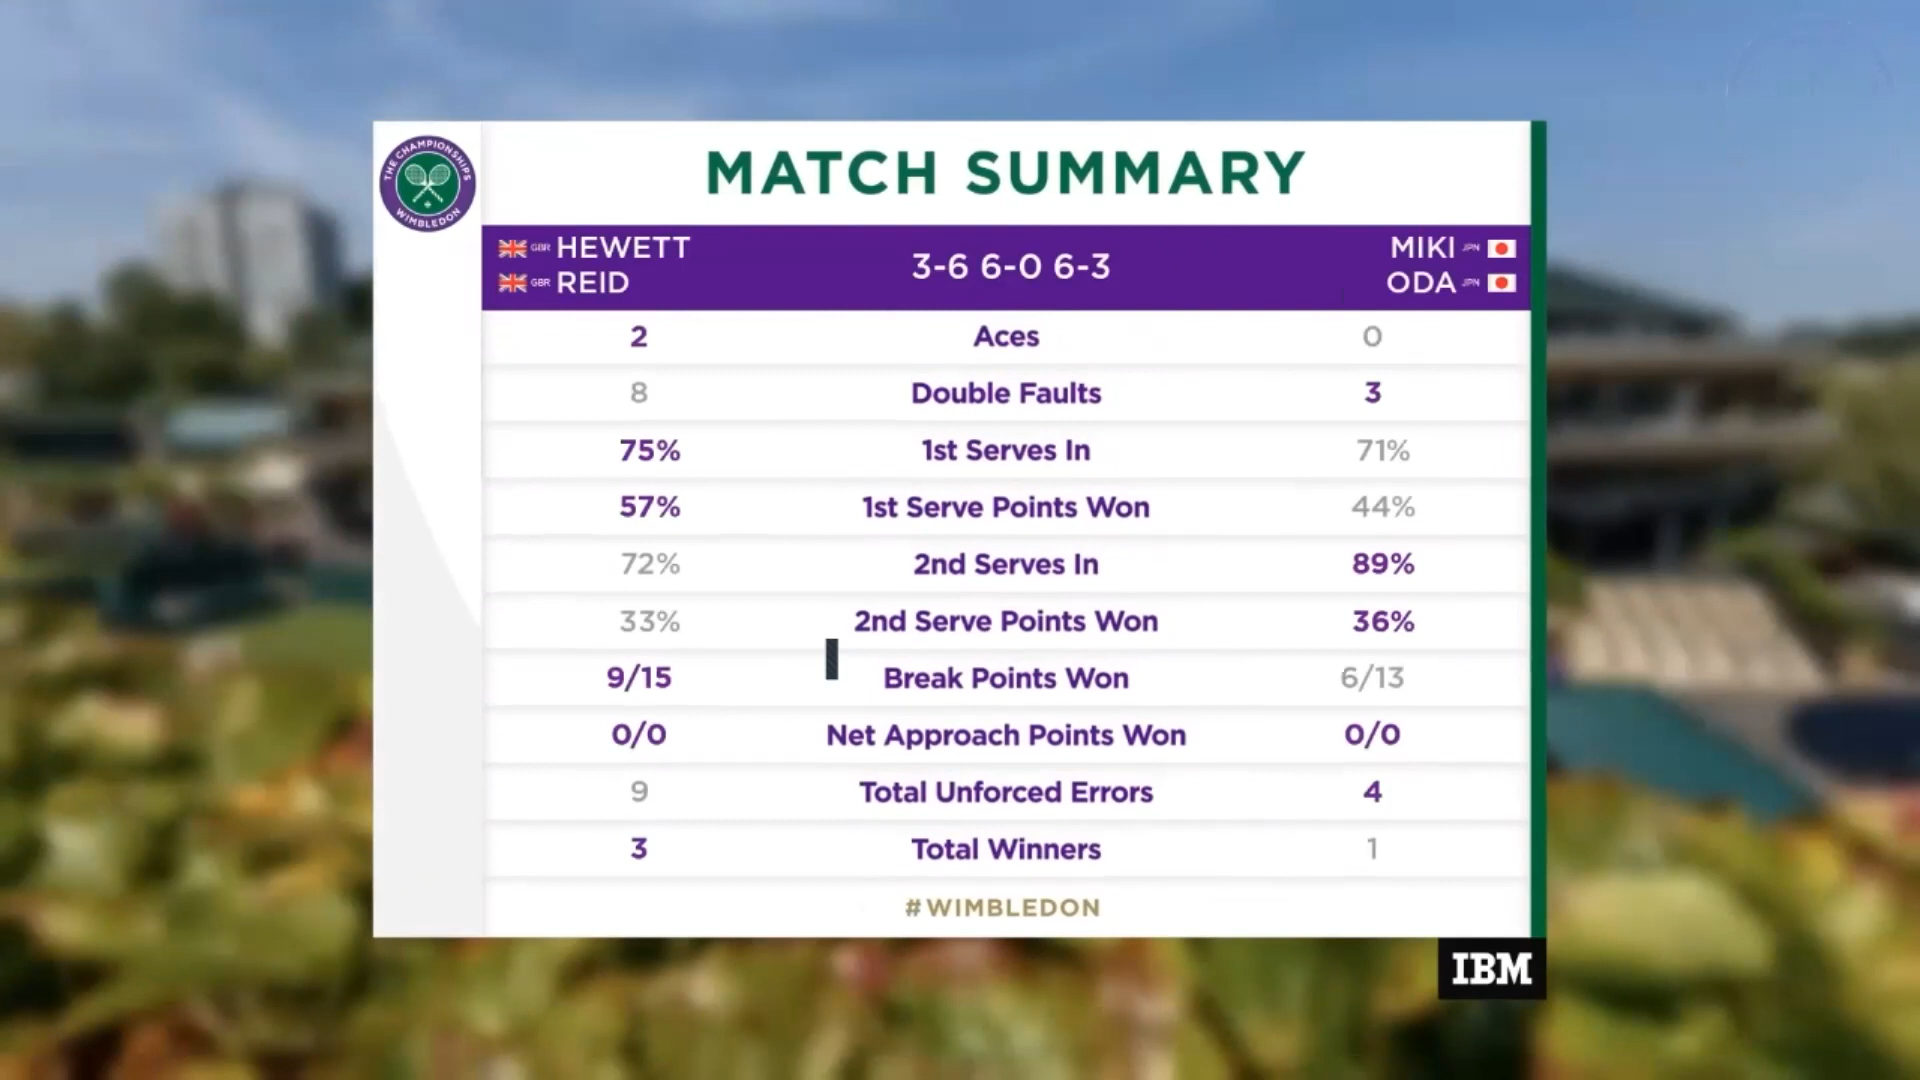 THE CHAMPIONSHIPS
WIMBLEDON
MATCH SUMMARY
GBR HEWETT
GBR REID
3-6 6-0 6-3
MIKI JPN
ODA JPN
2 Aces 0
8 Double Faults 3
75% 1st Serves In 71%
57% 1st Serve Points Won 44%
72% 2nd Serves In 89%
33% 2nd Serve Points Won 36%
9/15 Break Points Won 6/13
0/0 Net Approach Points Won 0/0
9 Total Unforced Errors 4
3 Total Winners 1
#WIMBLEDON
IBM